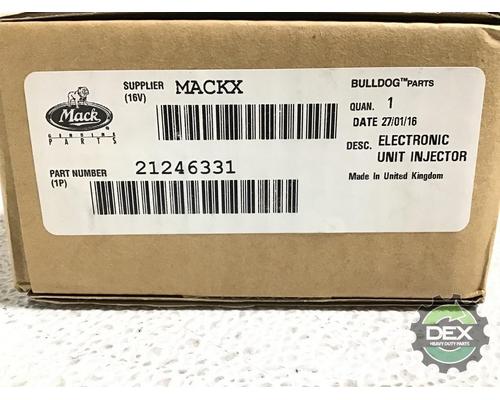 Mack
GENUINE
PARTS
SUPPLIER
(16V)
MACKX
PART NUMBER
(1P)
21246331
BULLDOG™PARTS
QUAN. 1
DATE 27/01/16
DESC. ELECTRONIC
UNIT INJECTOR
Made In United Kingdom
DEX
HEAVY DUTY PARTS